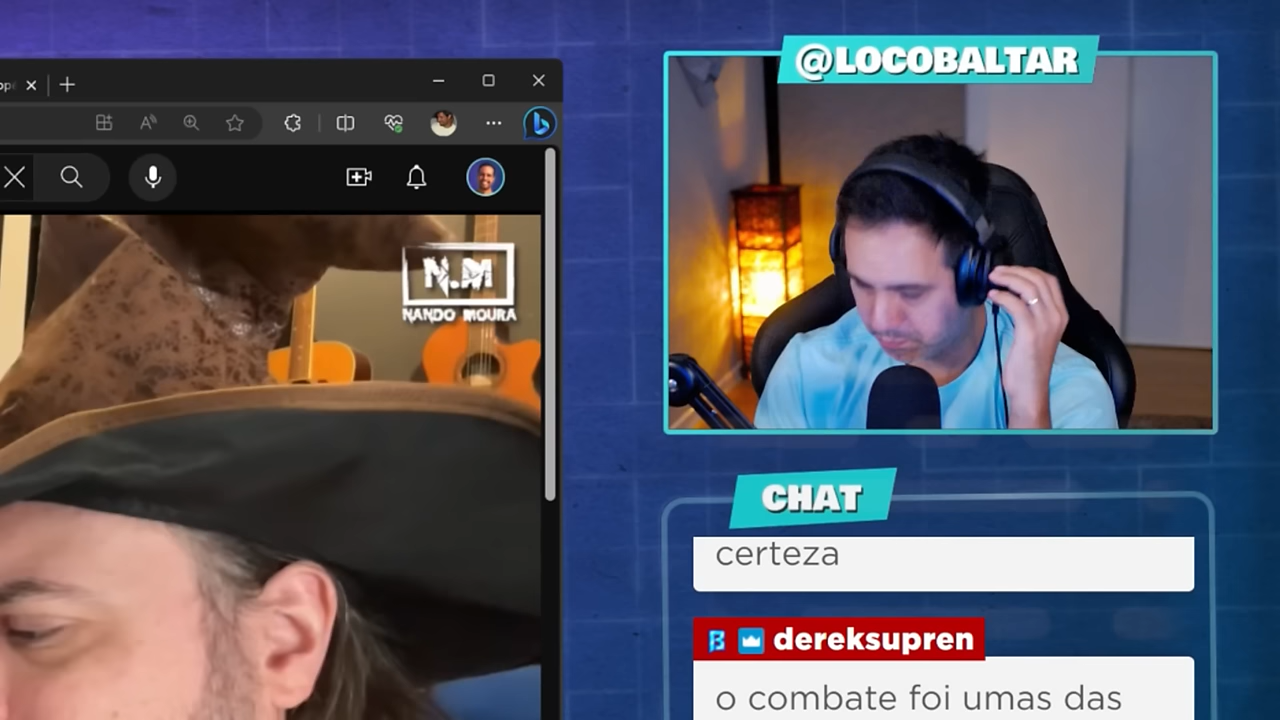 @LOCOBALTAR
N.M
NANDO MOURA
CHAT
certeza
dereksupren
o combate foi umas das